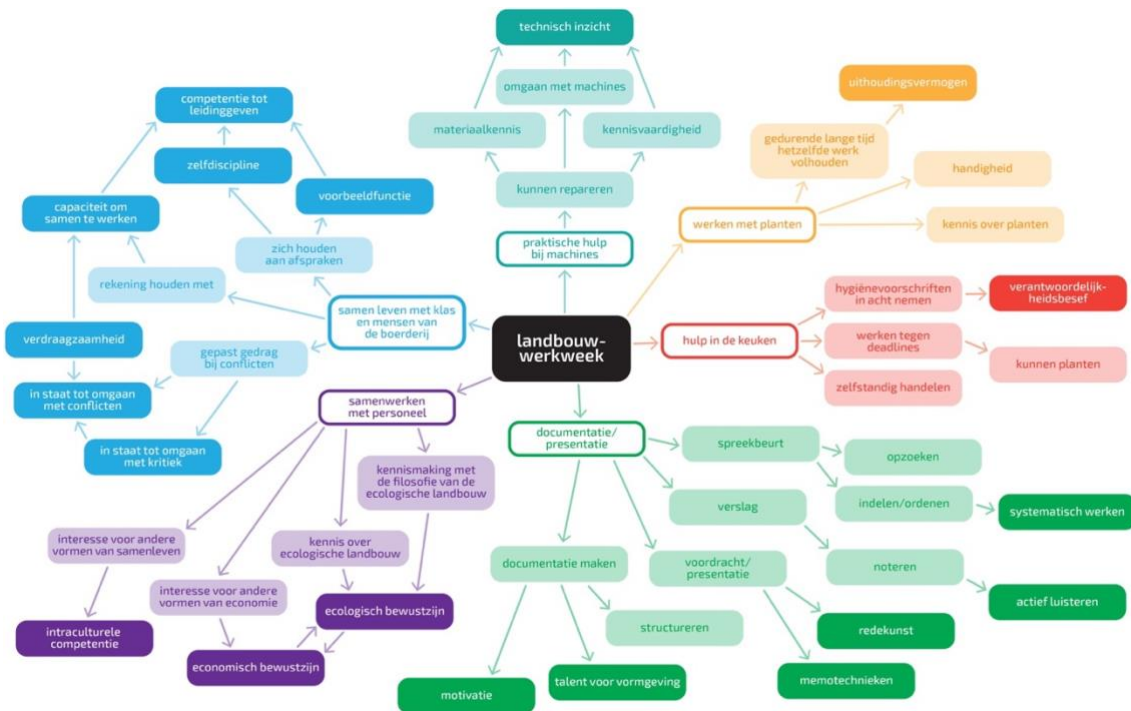 technisch inzicht
omgaan met machines
materiaalkennis
kennisvaardigheid
kunnen repareren
praktische hulp
bij machines
uithoudingsvermogen
gedurende lange tijd
hetzelfde werk
volhouden
handigheid
werken met planten
kennis over planten
competentie tot
leidinggeven
zelfdiscipline
capaciteit om
samen te werken
voorbeeldfunctie
zich houden
aan afspraken
rekening houden met
samen leven met klas
en mensen van
de boerderij
verdraagzaamheid
gepast gedrag
bij conflicten
in staat tot omgaan
met conflicten
in staat tot omgaan
met kritiek
landbouw-
werkweek
hygiënevoorschriften
in acht nemen
verantwoordelijk-
heidsbesef
hulp in de keuken
werken tegen
deadlines
kunnen planten
zelfstandig handelen
samenwerken
met personeel
kennismaking met
de filosofie van de
ecologische landbouw
interesse voor andere
vormen van samenleven
kennis over
ecologische landbouw
interesse voor andere
vormen van economie
ecologisch bewustzijn
intraculturele
competentie
economisch bewustzijn
documentatie/
presentatie
spreekbeurt
opzoeken
indelen/ordenen
systematisch werken
verslag
noteren
actief luisteren
documentatie maken
voordracht/
presentatie
structureren
redekunst
motivatie
talent voor vormgeving
memotechnieken